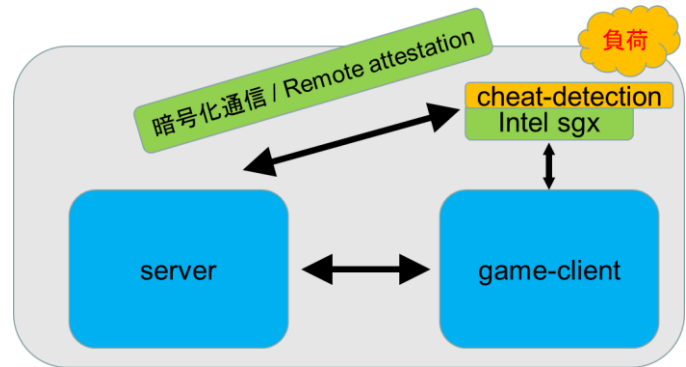 負荷
暗号化通信 / Remote attestation
cheat-detection
Intel sgx
server
game-client